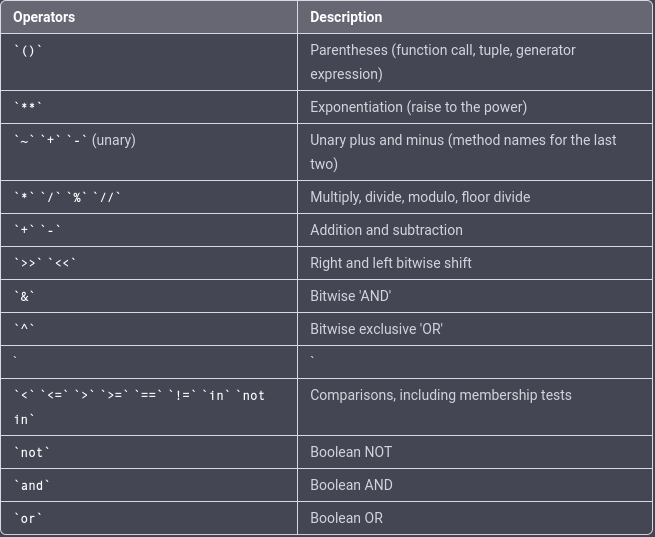 Operators Description
`()` Parentheses (function call, tuple, generator
expression)
`**` Exponentiation (raise to the power)
`~` `+` `-` (unary) Unary plus and minus (method names for the last
two)
`*` `/` `%` `//` Multiply, divide, modulo, floor divide
`+` `-` Addition and subtraction
`>>` `<<` Right and left bitwise shift
`&` Bitwise 'AND'
`^` Bitwise exclusive 'OR'
` `
`<` `<=` `>` `>=` `==` `!=` `in` `not Comparisons, including membership tests
in`
`not` Boolean NOT
`and` Boolean AND
`or` Boolean OR